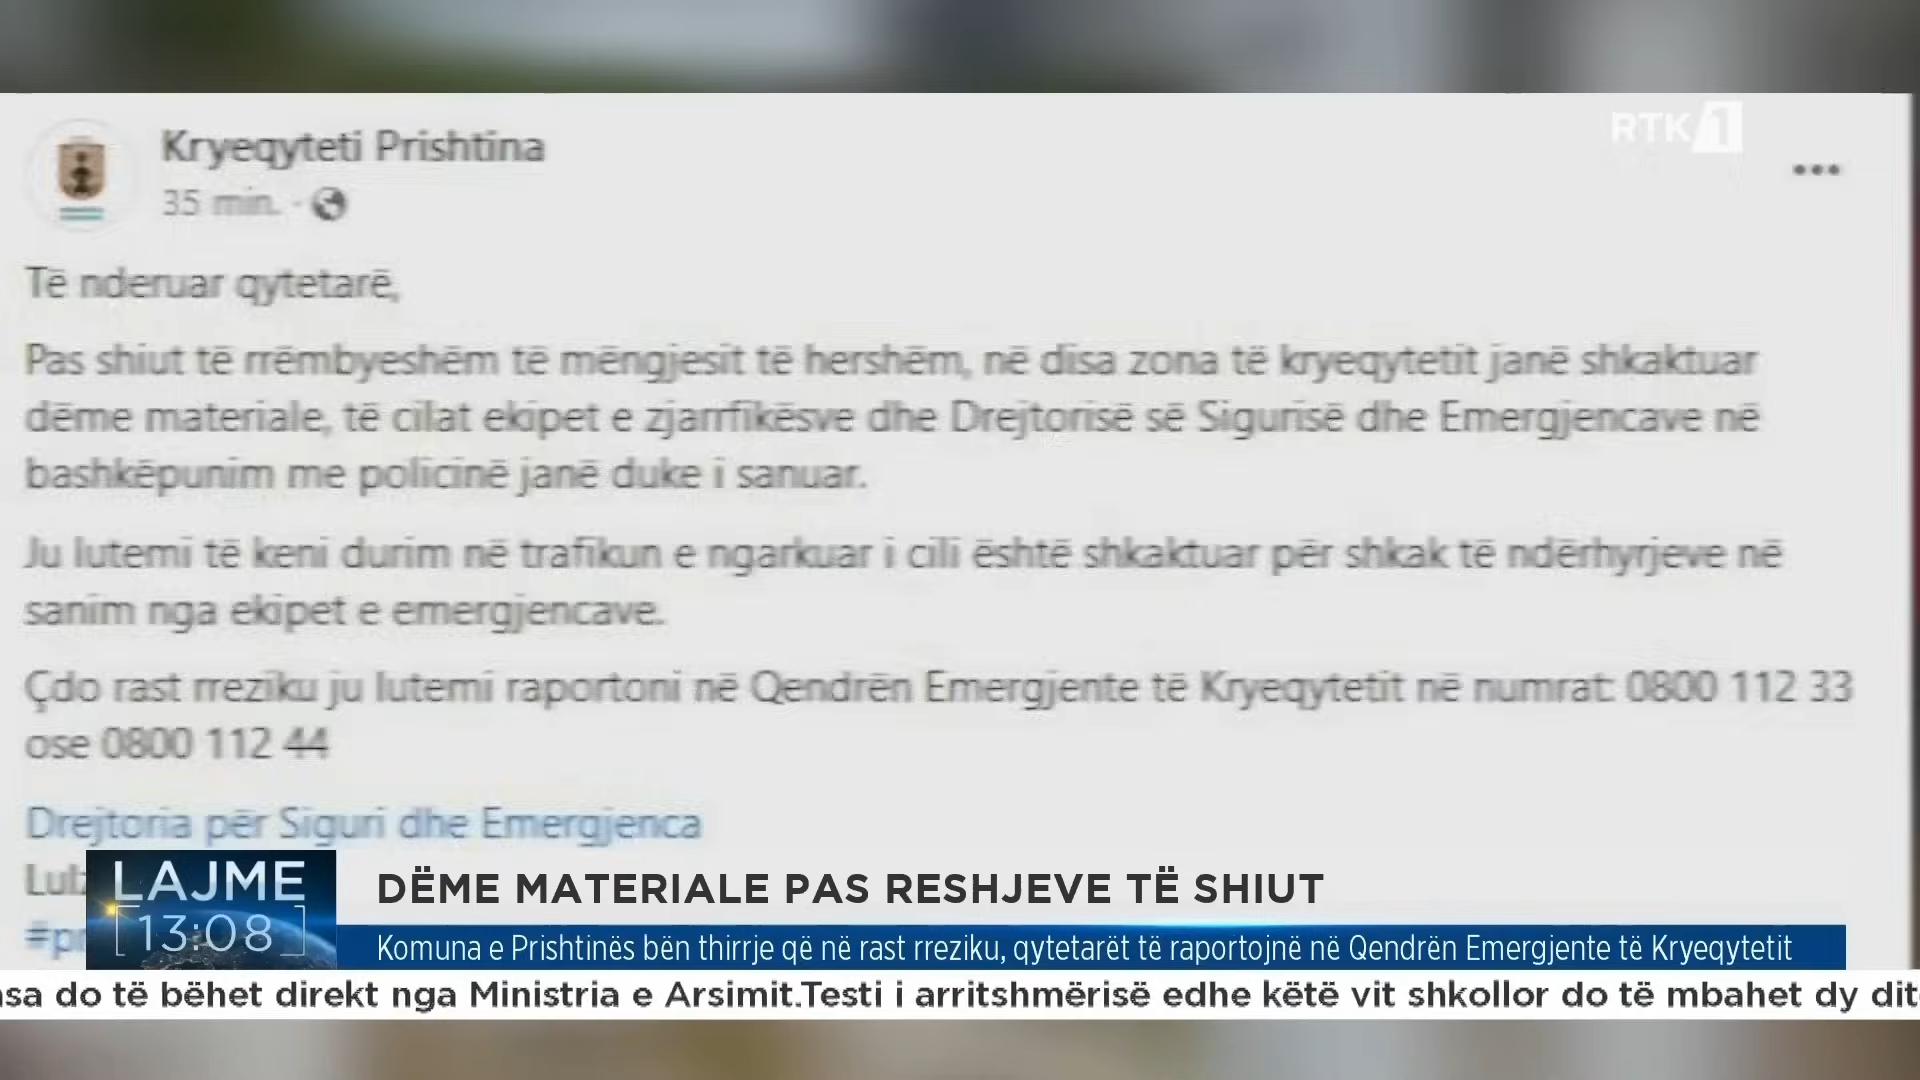 Kryeqyteti Prishtina
RTK 1
35 min. ·
Të nderuar qytetarë,
Pas shiut të rrëmbyeshëm të mëngjesit të hershëm, në disa zona të kryeqytetit janë shkaktuar
dëme materiale, të cilat ekipet e zjarrfikësve dhe Drejtorisë së Sigurisë dhe Emergjencave në
bashkëpunim me policinë janë duke i sanuar.
Ju lutemi të keni durim në trafikun e ngarkuar i cili është shkaktuar për shkak të ndërhyrjeve në
sanim nga ekipet e emergjencave.
Çdo rast rreziku ju lutemi raportoni në Qendrën Emergjente të Kryeqytetit në numrat: 0800 112 33
ose 0800 112 44
Drejtoria për Siguri dhe Emergjenca
LAJME
13:08
DËME MATERIALE PAS RESHJEVE TË SHIUT
Komuna e Prishtinës bën thirrje që në rast rreziku, qytetarët të raportojnë në Qendrën Emergjente të Kryeqytetit
do të bëhet direkt nga Ministria e Arsimit.Testi i arritshmërisë edhe këtë vit shkollor do të mbahet dy